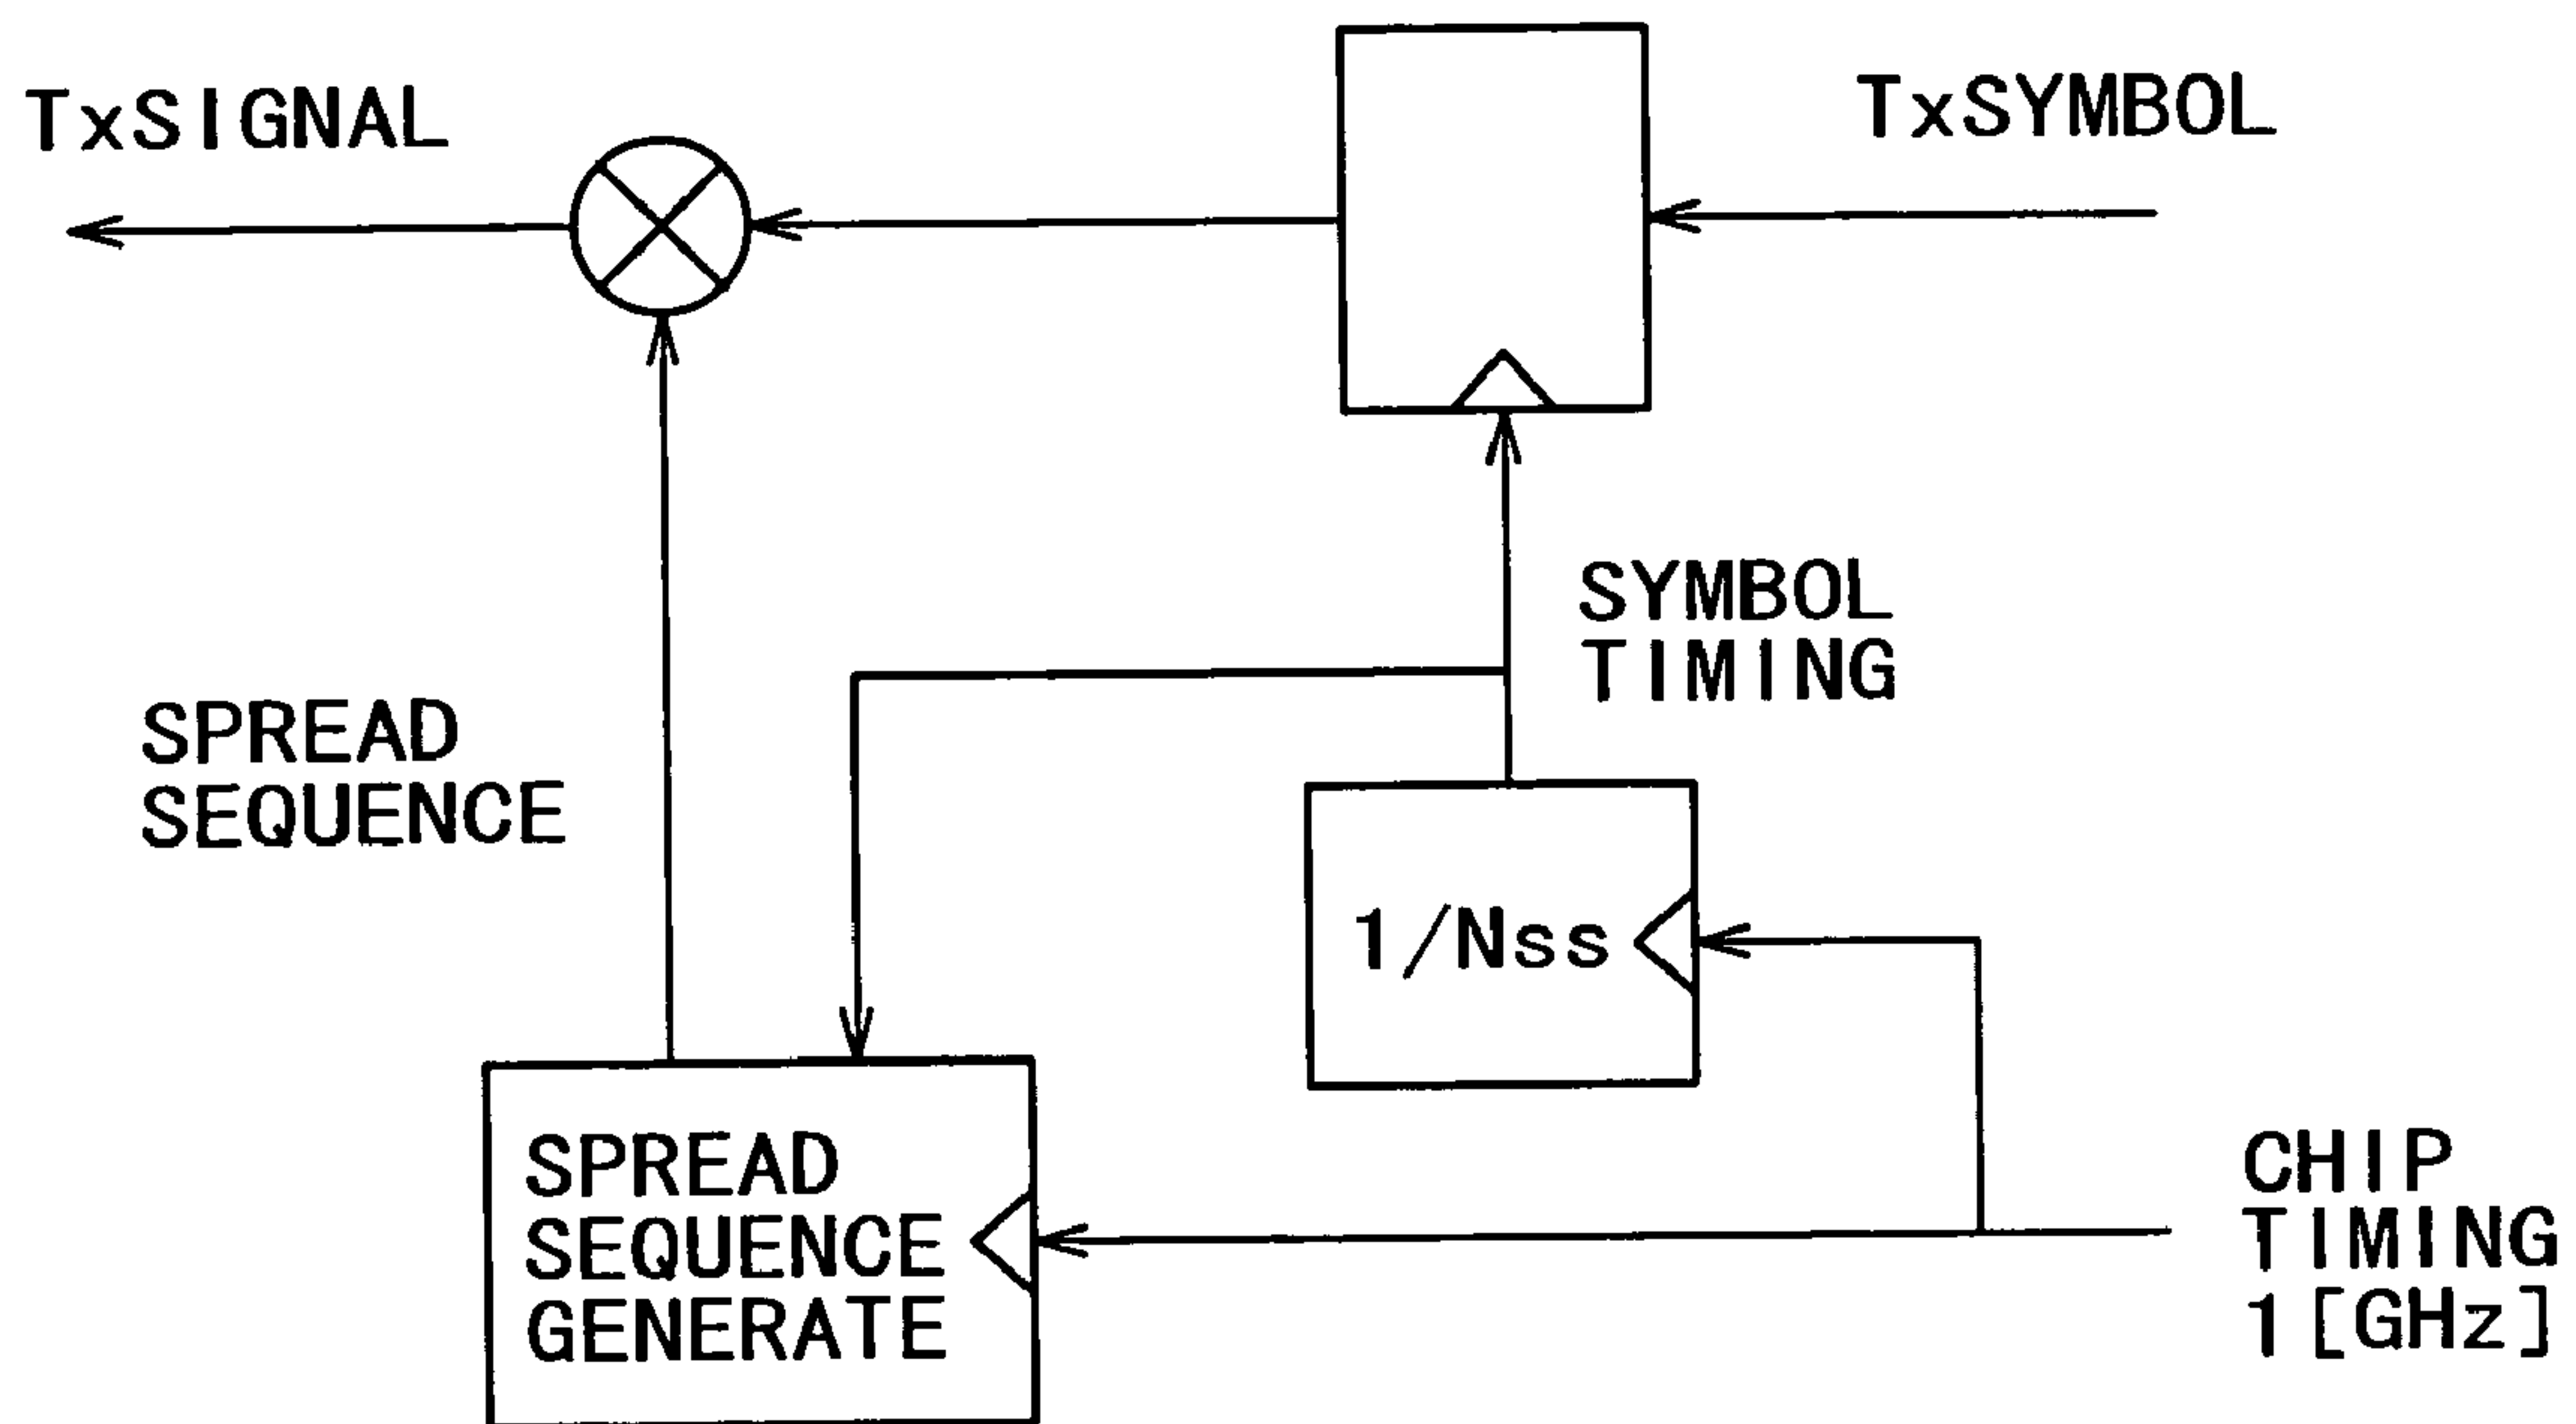 TxSIGNAL
TxSYMBOL
SYMBOL
TIMING
SPREAD
SEQUENCE
1/Nss
SPREAD
SEQUENCE
GENERATE
CHIP
TIMING
1[GHz]